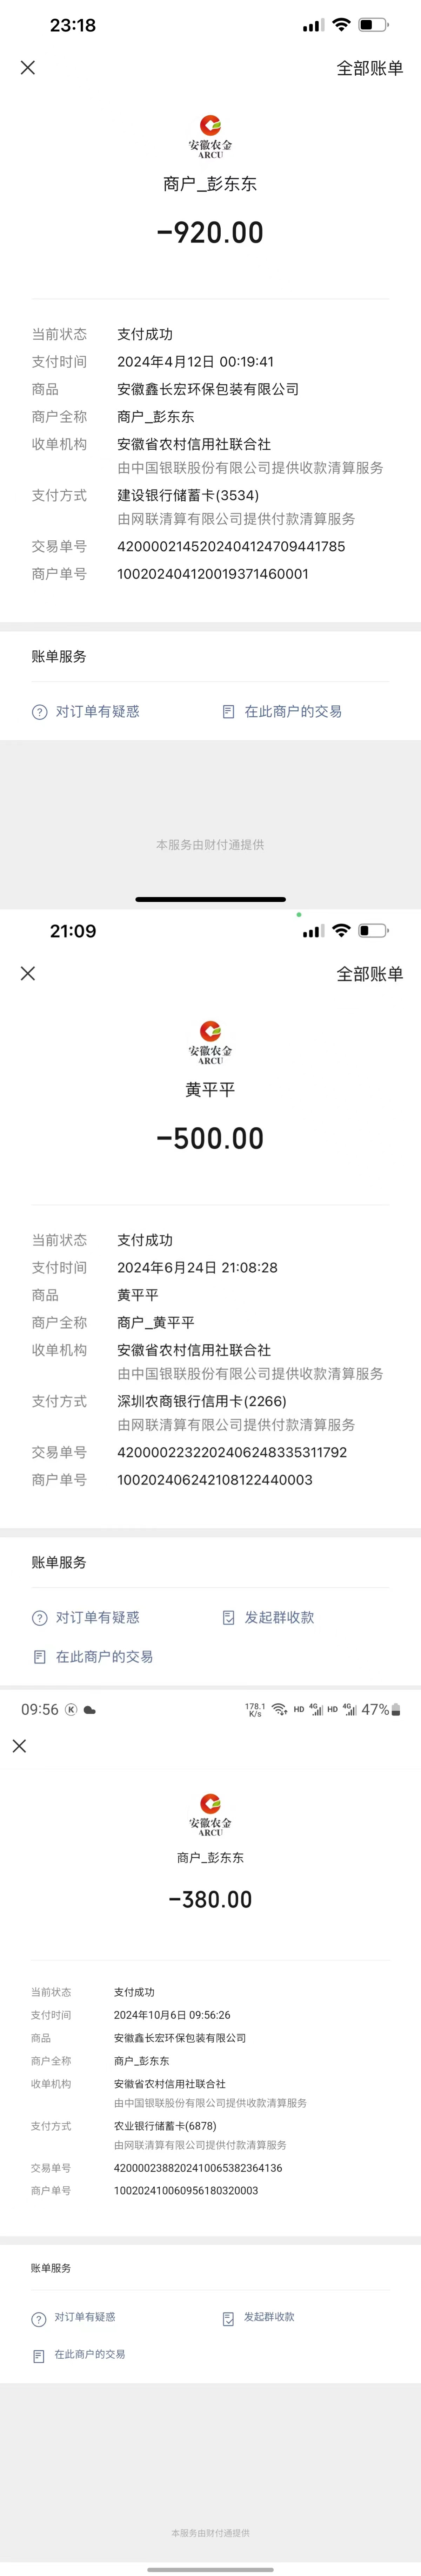 23:18
全部账单
安徽农金
ARCU
商户_彭东东
-920.00
当前状态 支付成功
支付时间 2024年4月12日 00:19:41
商品 安徽鑫长宏环保包装有限公司
商户全称 商户_彭东东
收单机构 安徽省农村信用社联合社
由中国银联股份有限公司提供收款清算服务
支付方式 建设银行储蓄卡(3534)
由网联清算有限公司提供付款清算服务
交易单号 4200002145202404124709441785
商户单号 100202404120019371460001
账单服务
对订单有疑惑 在此商户的交易
本服务由财付通提供
21:09
全部账单
安徽农金
ARCU
黄平平
-500.00
当前状态 支付成功
支付时间 2024年6月24日 21:08:28
商品 黄平平
商户全称 商户_黄平平
收单机构 安徽省农村信用社联合社
由中国银联股份有限公司提供收款清算服务
支付方式 深圳农商银行信用卡(2266)
由网联清算有限公司提供付款清算服务
交易单号 4200002232202406248335311792
商户单号 100202406242108122440003
账单服务
对订单有疑惑 发起群收款
在此商户的交易
09:56 K 178.1 K/s HD 4G HD 4G 47%
安徽农金
ARCU
商户_彭东东
-380.00
当前状态 支付成功
支付时间 2024年10月6日 09:56:26
商品 安徽鑫长宏环保包装有限公司
商户全称 商户_彭东东
收单机构 安徽省农村信用社联合社
由中国银联股份有限公司提供收款清算服务
支付方式 农业银行储蓄卡(6878)
由网联清算有限公司提供付款清算服务
交易单号 4200002388202410065382364136
商户单号 100202410060956180320003
账单服务
对订单有疑惑 发起群收款
在此商户的交易
本服务由财付通提供